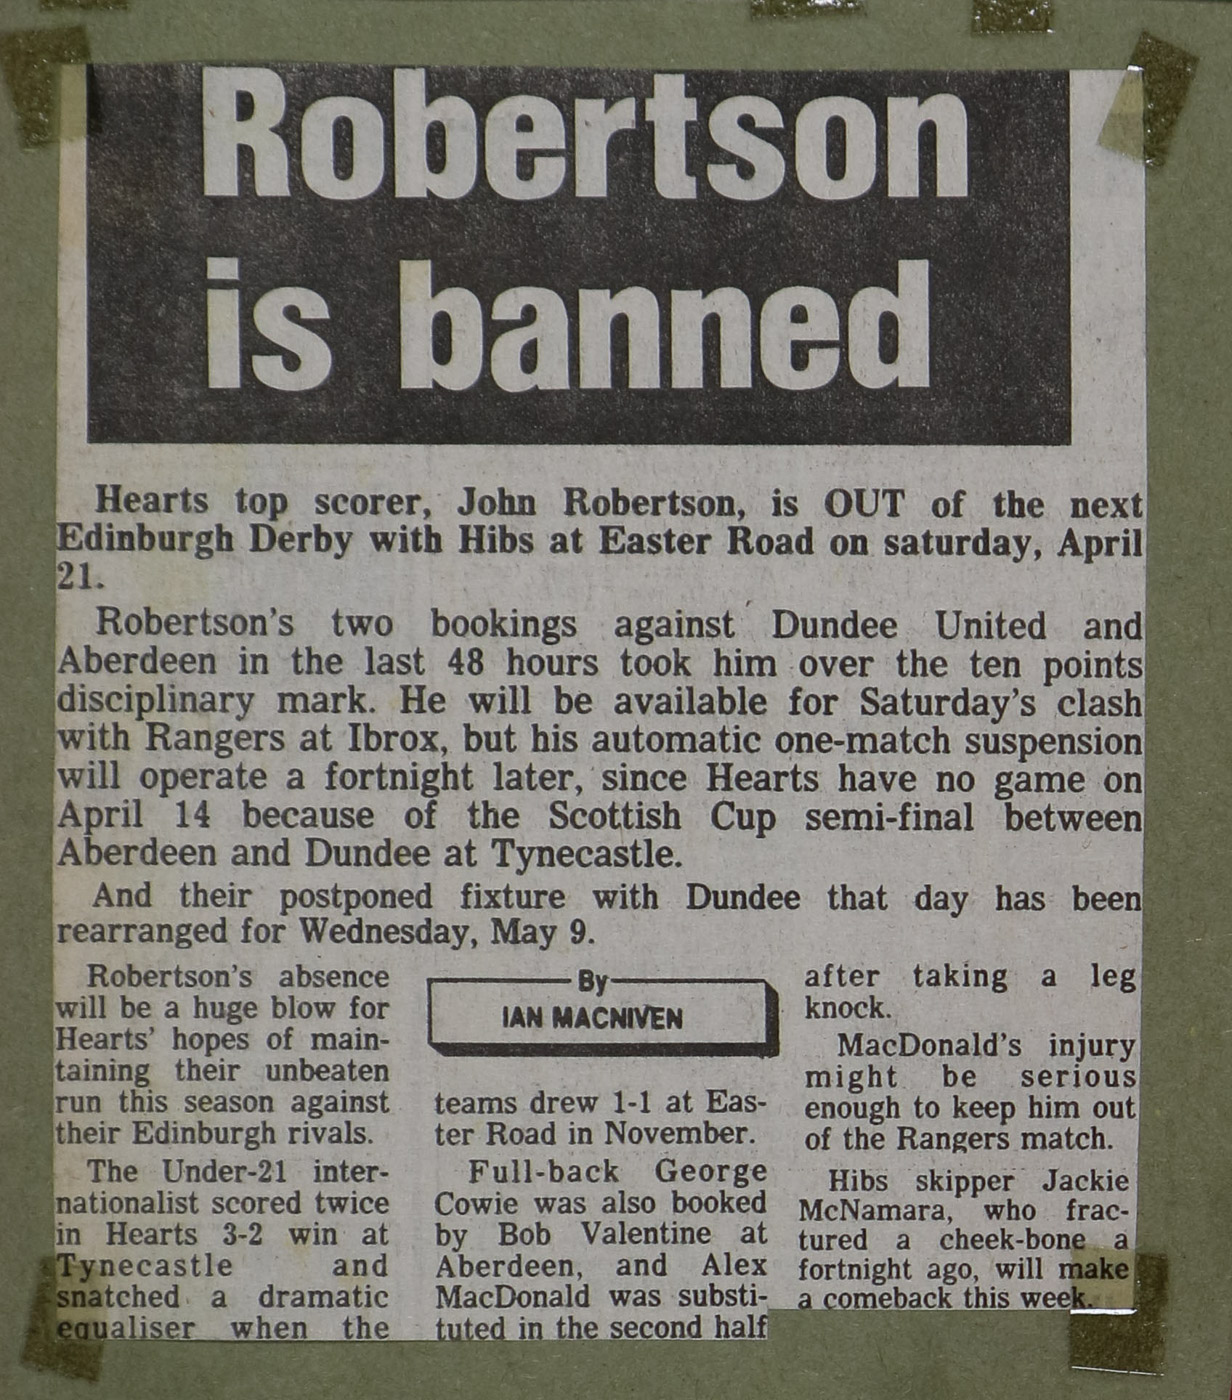 Robertson
is banned
Hearts top scorer, John Robertson, is OUT of the next
Edinburgh Derby with Hibs at Easter Road on saturday, April
21.
Robertson's two bookings against Dundee United and
Aberdeen in the last 48 hours took him over the ten points
disciplinary mark. He will be available for Saturday's clash
with Rangers at Ibrox, but his automatic one-match suspension
will operate a fortnight later, since Hearts have no game on
April 14 because of the Scottish Cup semi-final between
Aberdeen and Dundee at Tynecastle.
And their postponed fixture with Dundee that day has been
rearranged for Wednesday, May 9.
By
IAN MACNIVEN
Robertson's absence
will be a huge blow for
Hearts' hopes of main-
taining their unbeaten
run this season against
their Edinburgh rivals.
The Under-21 inter-
nationalist scored twice
in Hearts 3-2 win at
Tynecastle and
snatched a dramatic
equaliser when the
teams drew 1-1 at Eas-
ter Road in November.
Full-back George
Cowie was also booked
by Bob Valentine at
Aberdeen, and Alex
MacDonald was substi-
tuted in the second half
after taking a leg
knock.
MacDonald's injury
might be serious
enough to keep him out
of the Rangers match.
Hibs skipper Jackie
McNamara, who frac-
tured a cheek-bone a
fortnight ago, will make
a comeback this week.